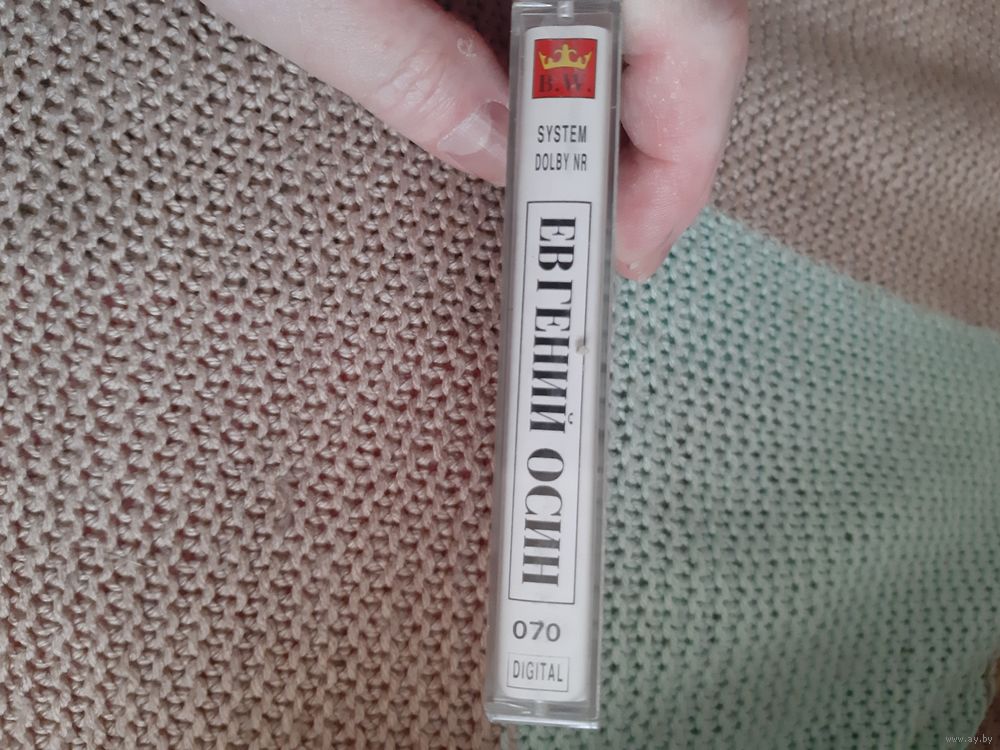 B.W.
SYSTEM
DOLBY NR
ЕВГЕНИЙ ОСИН
070
DIGITAL
www.ay.by